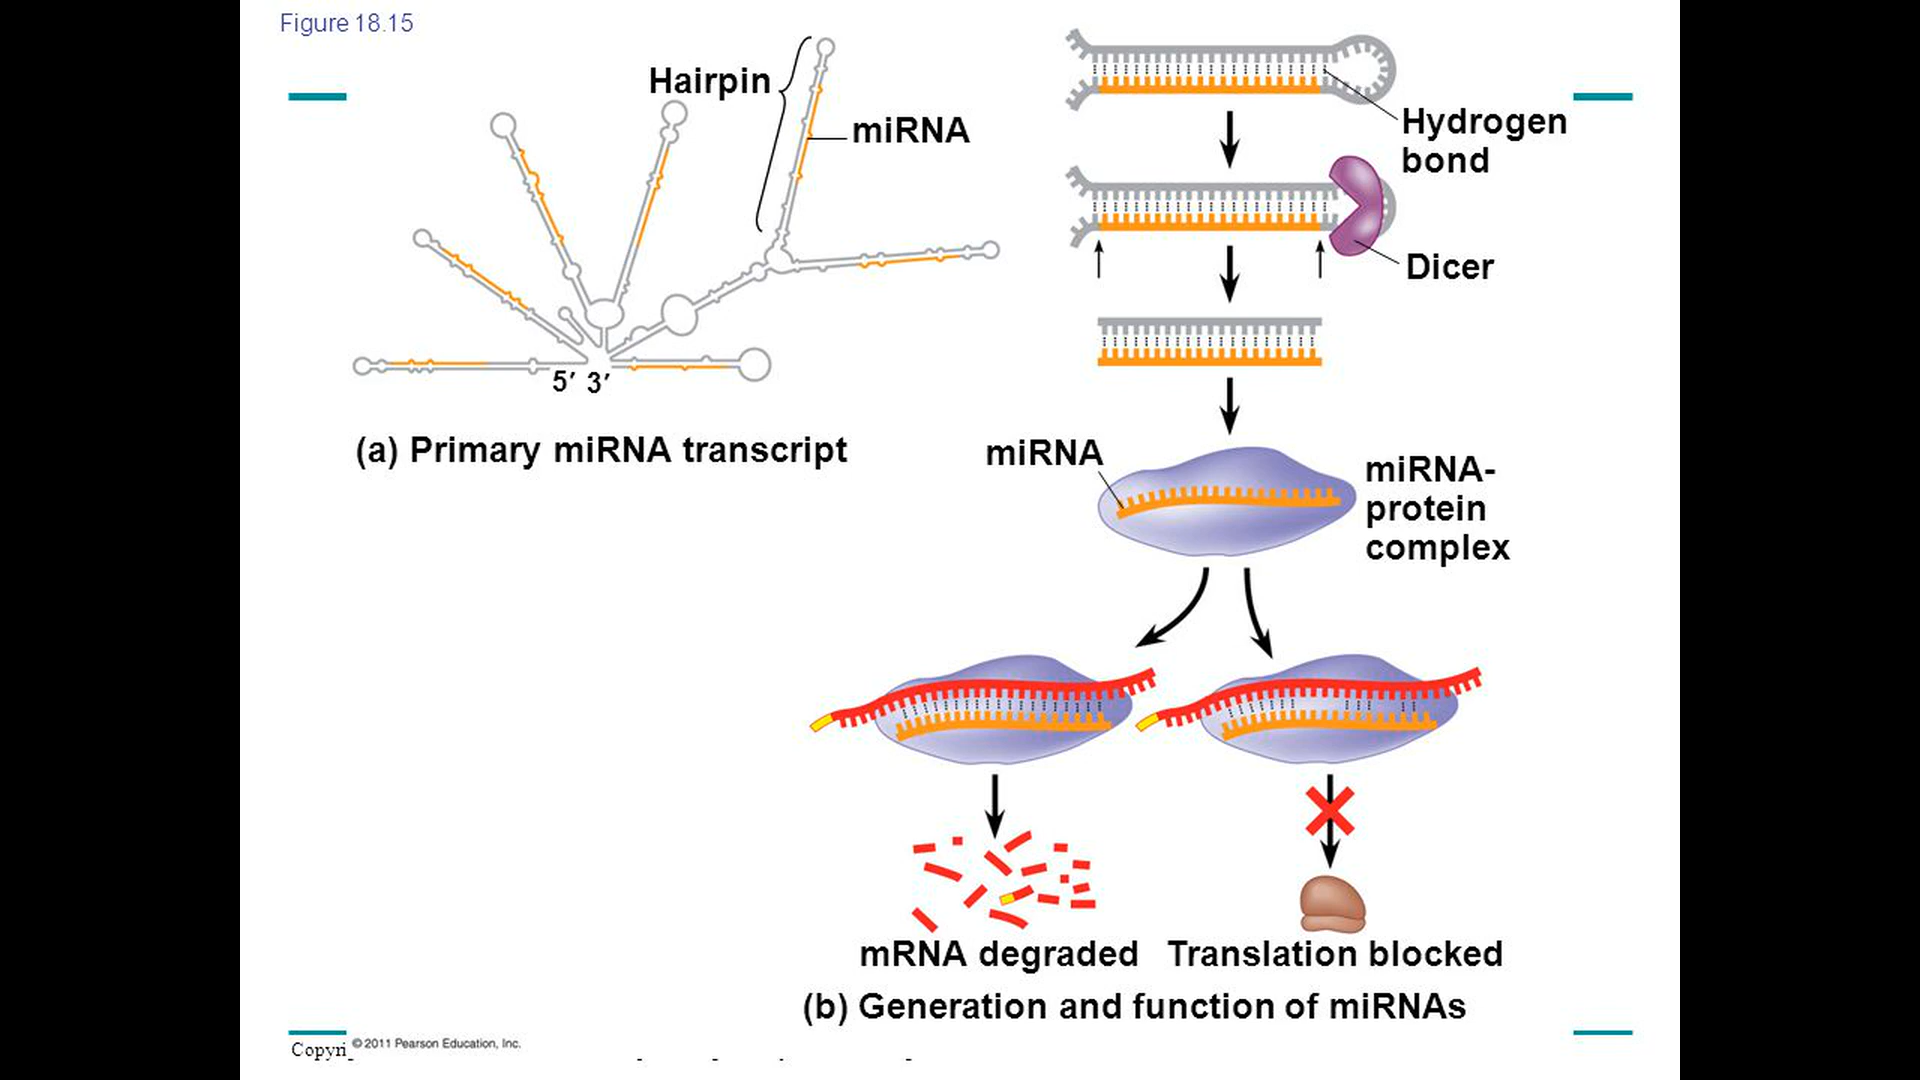 Figure 18.15
Hairpin
miRNA
5′ 3′
(a) Primary miRNA transcript
Hydrogen
bond
Dicer
miRNA
miRNA-
protein
complex
mRNA degraded
Translation blocked
(b) Generation and function of miRNAs
Copyri
© 2011 Pearson Education, Inc.